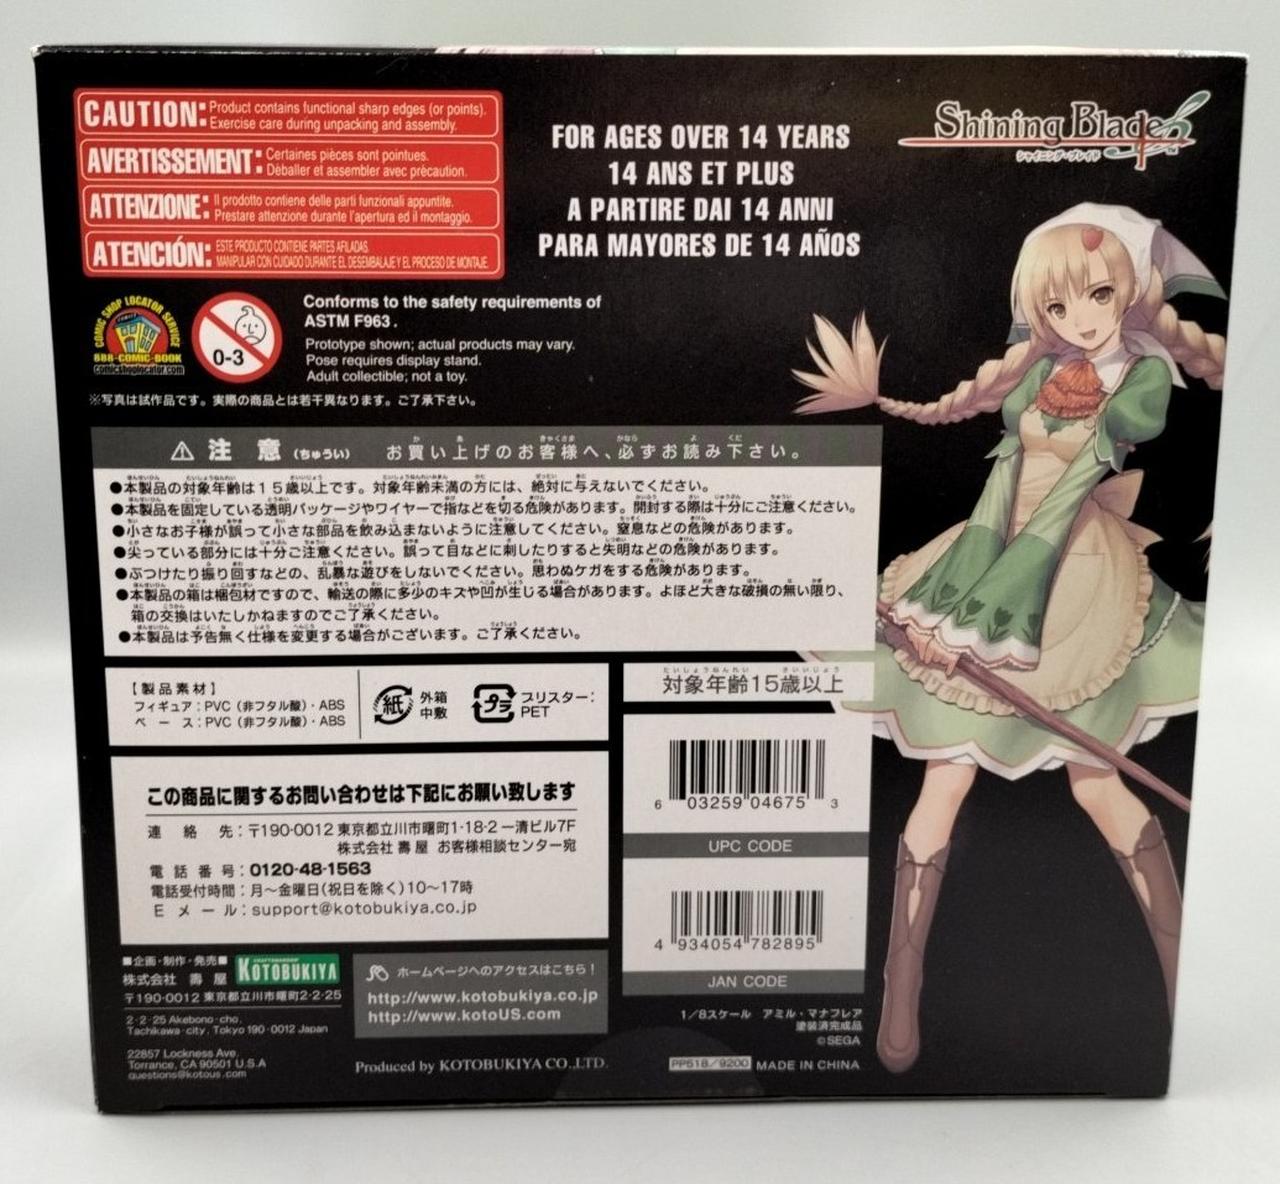 CAUTION: Product contains functional sharp edges (or points).
Exercise care during unpacking and assembly.
AVERTISSEMENT: Certaines pièces sont pointues.
Déballer et assembler avec précaution.
ATTENZIONE: Il prodotto contiene delle parti funzionali appuntite.
Prestare attenzione durante l'apertura ed il montaggio.
ATENCIÓN: ESTE PRODUCTO CONTIENE PARTES AFILADAS.
MANIPULAR CON CUIDADO DURANTE EL DESEMBALAJE Y EL PROCESO DE MONTAJE.
FOR AGES OVER 14 YEARS
14 ANS ET PLUS
A PARTIRE DAI 14 ANNI
PARA MAYORES DE 14 AÑOS
Shining Blade
シャイニング・ブレイド
COMIC SHOP LOCATOR SERVICE
888-COMIC-BOOK
comicshoplocator.com
0-3
Conforms to the safety requirements of
ASTM F963.
Prototype shown; actual products may vary.
Pose requires display stand.
Adult collectible; not a toy.
※写真は試作品です。実際の商品とは若干異なります。ご了承下さい。
注意(ちゅうい) お買い上げのお客様へ、必ずお読み下さい。
●本製品の対象年齢は15歳以上です。対象年齢未満の方には、絶対に与えないでください。
●本製品を固定している透明パッケージやワイヤーで指などを切る危険があります。開封する際は十分にご注意ください。
●小さなお子様が誤って小さな部品を飲み込まないように注意してください。窒息などの危険があります。
●尖っている部分には十分ご注意ください。誤って目などに刺したりすると失明などの危険があります。
●ぶつけたり振り回すなどの、乱暴な遊びをしないでください。思わぬケガをする危険があります。
●本製品の箱は梱包材ですので、輸送の際に多少のキズや凹が生じる場合があります。よほど大きな破損の無い限り、
箱の交換はいたしかねますのでご了承ください。
●本製品は予告無く仕様を変更する場合がございます。ご了承ください。
【製品素材】
フィギュア：PVC（非フタル酸）・ABS
ベース：PVC（非フタル酸）・ABS
紙
外箱
中敷
プラ
ブリスター：
PET
対象年齢15歳以上
6 03259 04675 3
UPC CODE
4 934054 782895
JAN CODE
この商品に関するお問い合わせは下記にお願い致します
連絡先：〒190-0012 東京都立川市曙町1-18-2 一清ビル7F
株式会社 壽屋 お客様相談センター宛
電話番号：0120-48-1563
電話受付時間：月～金曜日(祝日を除く)10～17時
Eメール：support@kotobukiya.co.jp
■企画・制作・発売■
株式会社 壽屋
CRAFTSMANSHIP
KOTOBUKIYA
〒190-0012 東京都立川市曙町2-2-25
2-2-25 Akebono-cho,
Tachikawa-city, Tokyo 190-0012 Japan
22857 Lockness Ave.
Torrance, CA 90501 U.S.A
questions@kotous.com
ホームページへのアクセスはこちら！
http://www.kotobukiya.co.jp
http://www.kotoUS.com
Produced by KOTOBUKIYA CO.,LTD.
1/8スケール アミル・マナフレア
塗装済完成品
©SEGA
PP518/9200 MADE IN CHINA